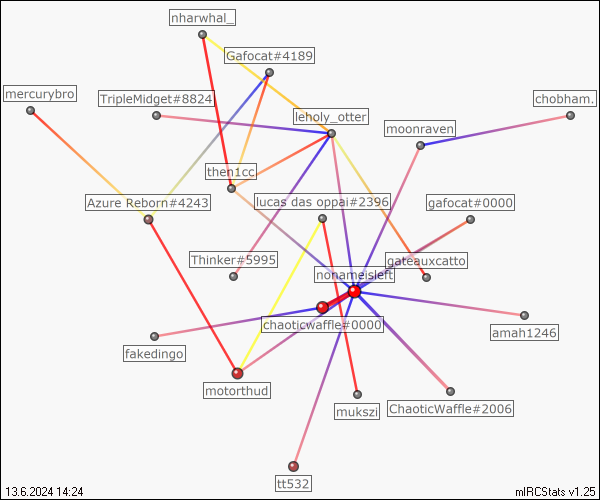 nharwhal_
Gafocat#4189
mercurybro
TripleMidget#8824
chobham.
leholy_otter
moonraven
then1cc
Azure Reborn#4243
lucas das oppai#2396
gafocat#0000
Thinker#5995
gateauxcatto
nonameisleft
chaoticwaffle#0000
amah1246
fakedingo
motorthud
mukszi
ChaoticWaffle#2006
tt532
13.6.2024 14:24
mIRCStats v1.25